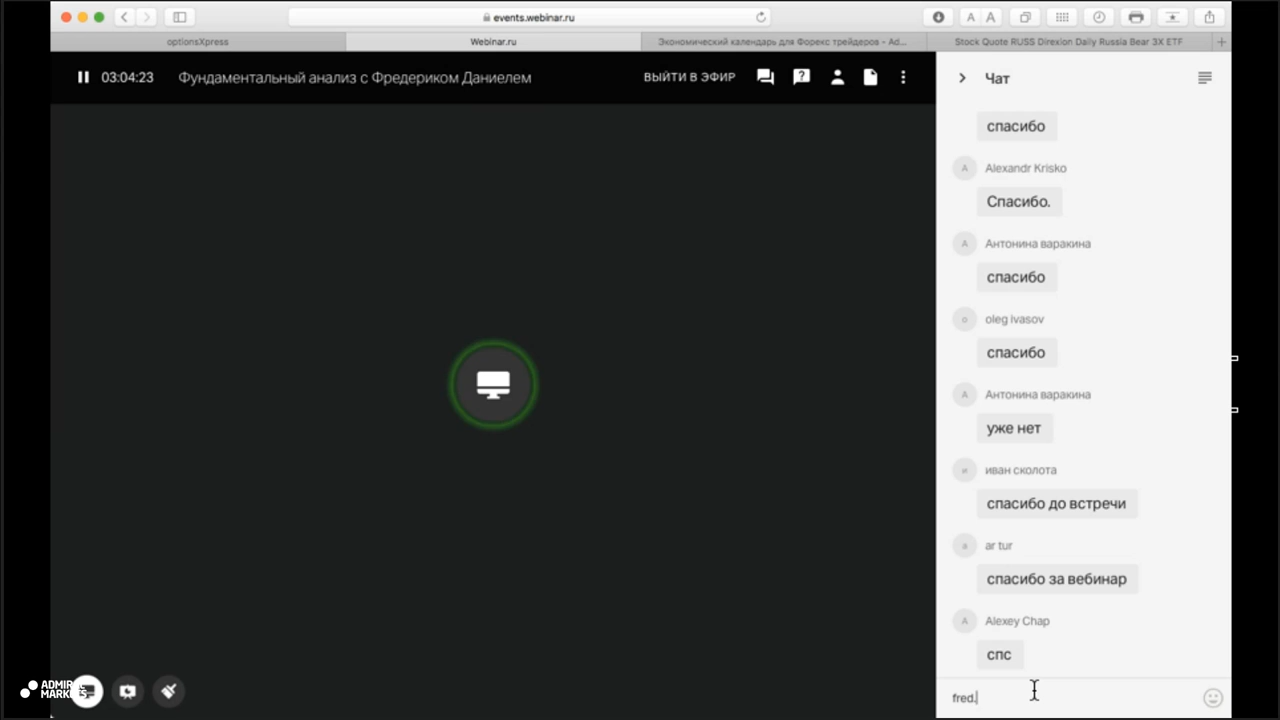 events.webinar.ru
A A
optionsXpress
Webinar.ru
Экономический календарь для Форекс трейдеров - Ad...
Stock Quote RUSS Direxion Daily Russia Bear 3X ETF
03:04:23
Фундаментальный анализ с Фредериком Даниелем
ВЫЙТИ В ЭФИР
Чат
спасибо
A
Alexandr Krisko
Спасибо.
А
Антонина варакина
спасибо
o
oleg ivasov
спасибо
А
Антонина варакина
уже нет
и
иван сколота
спасибо до встречи
a
ar tur
спасибо за вебинар
A
Alexey Chap
спс
fred.
ADMIRAL
MARKETS